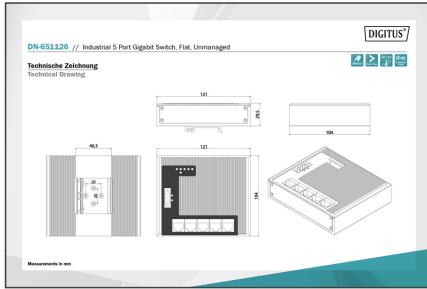 DIGITUS®
DN-651126 // Industrial 5 Port Gigabit Switch, Flat, Unmanaged
Technische Zeichnung
Technical Drawing
121
29,5
104
46,3
20
121
104
Measurements in mm